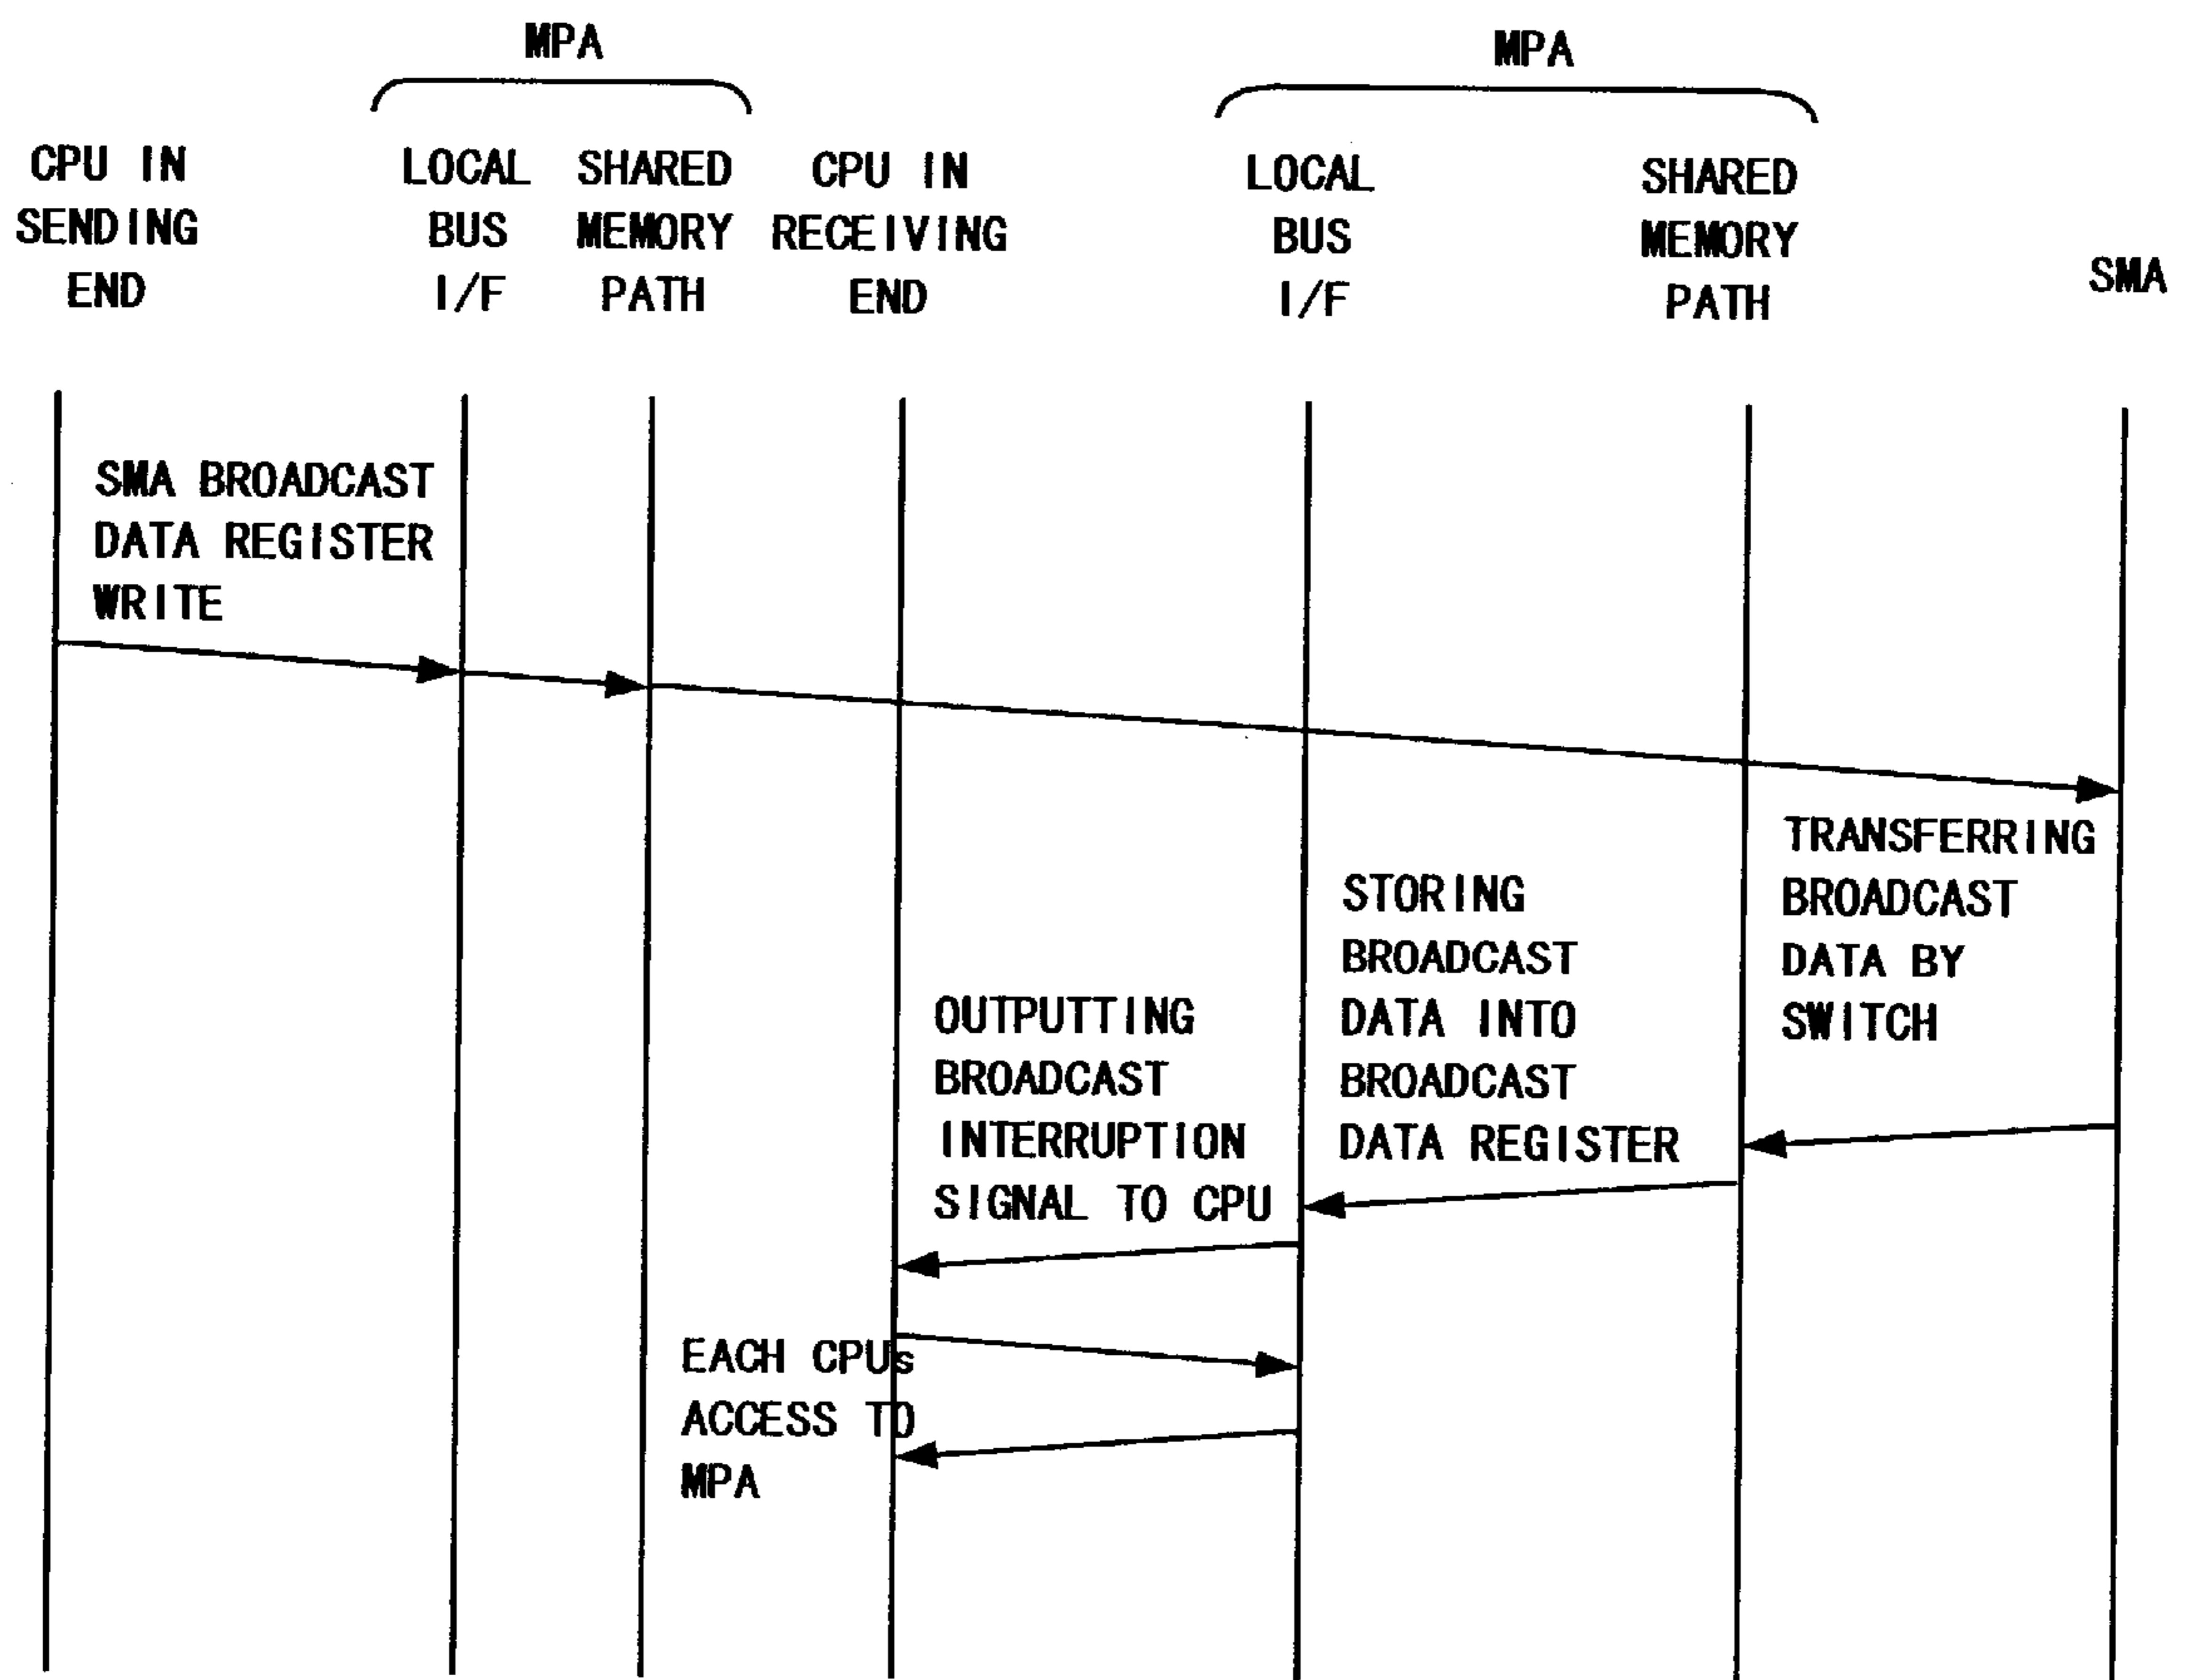 MPA
MPA
CPU IN
SENDING
END
LOCAL
BUS
I/F
SHARED
MEMORY
PATH
CPU IN
RECEIVING
END
LOCAL
BUS
I/F
SHARED
MEMORY
PATH
SMA
SMA BROADCAST
DATA REGISTER
WRITE
TRANSFERRING
BROADCAST
DATA BY
SWITCH
STORING
BROADCAST
DATA INTO
BROADCAST
DATA REGISTER
OUTPUTTING
BROADCAST
INTERRUPTION
SIGNAL TO CPU
EACH CPUs
ACCESS TO
MPA